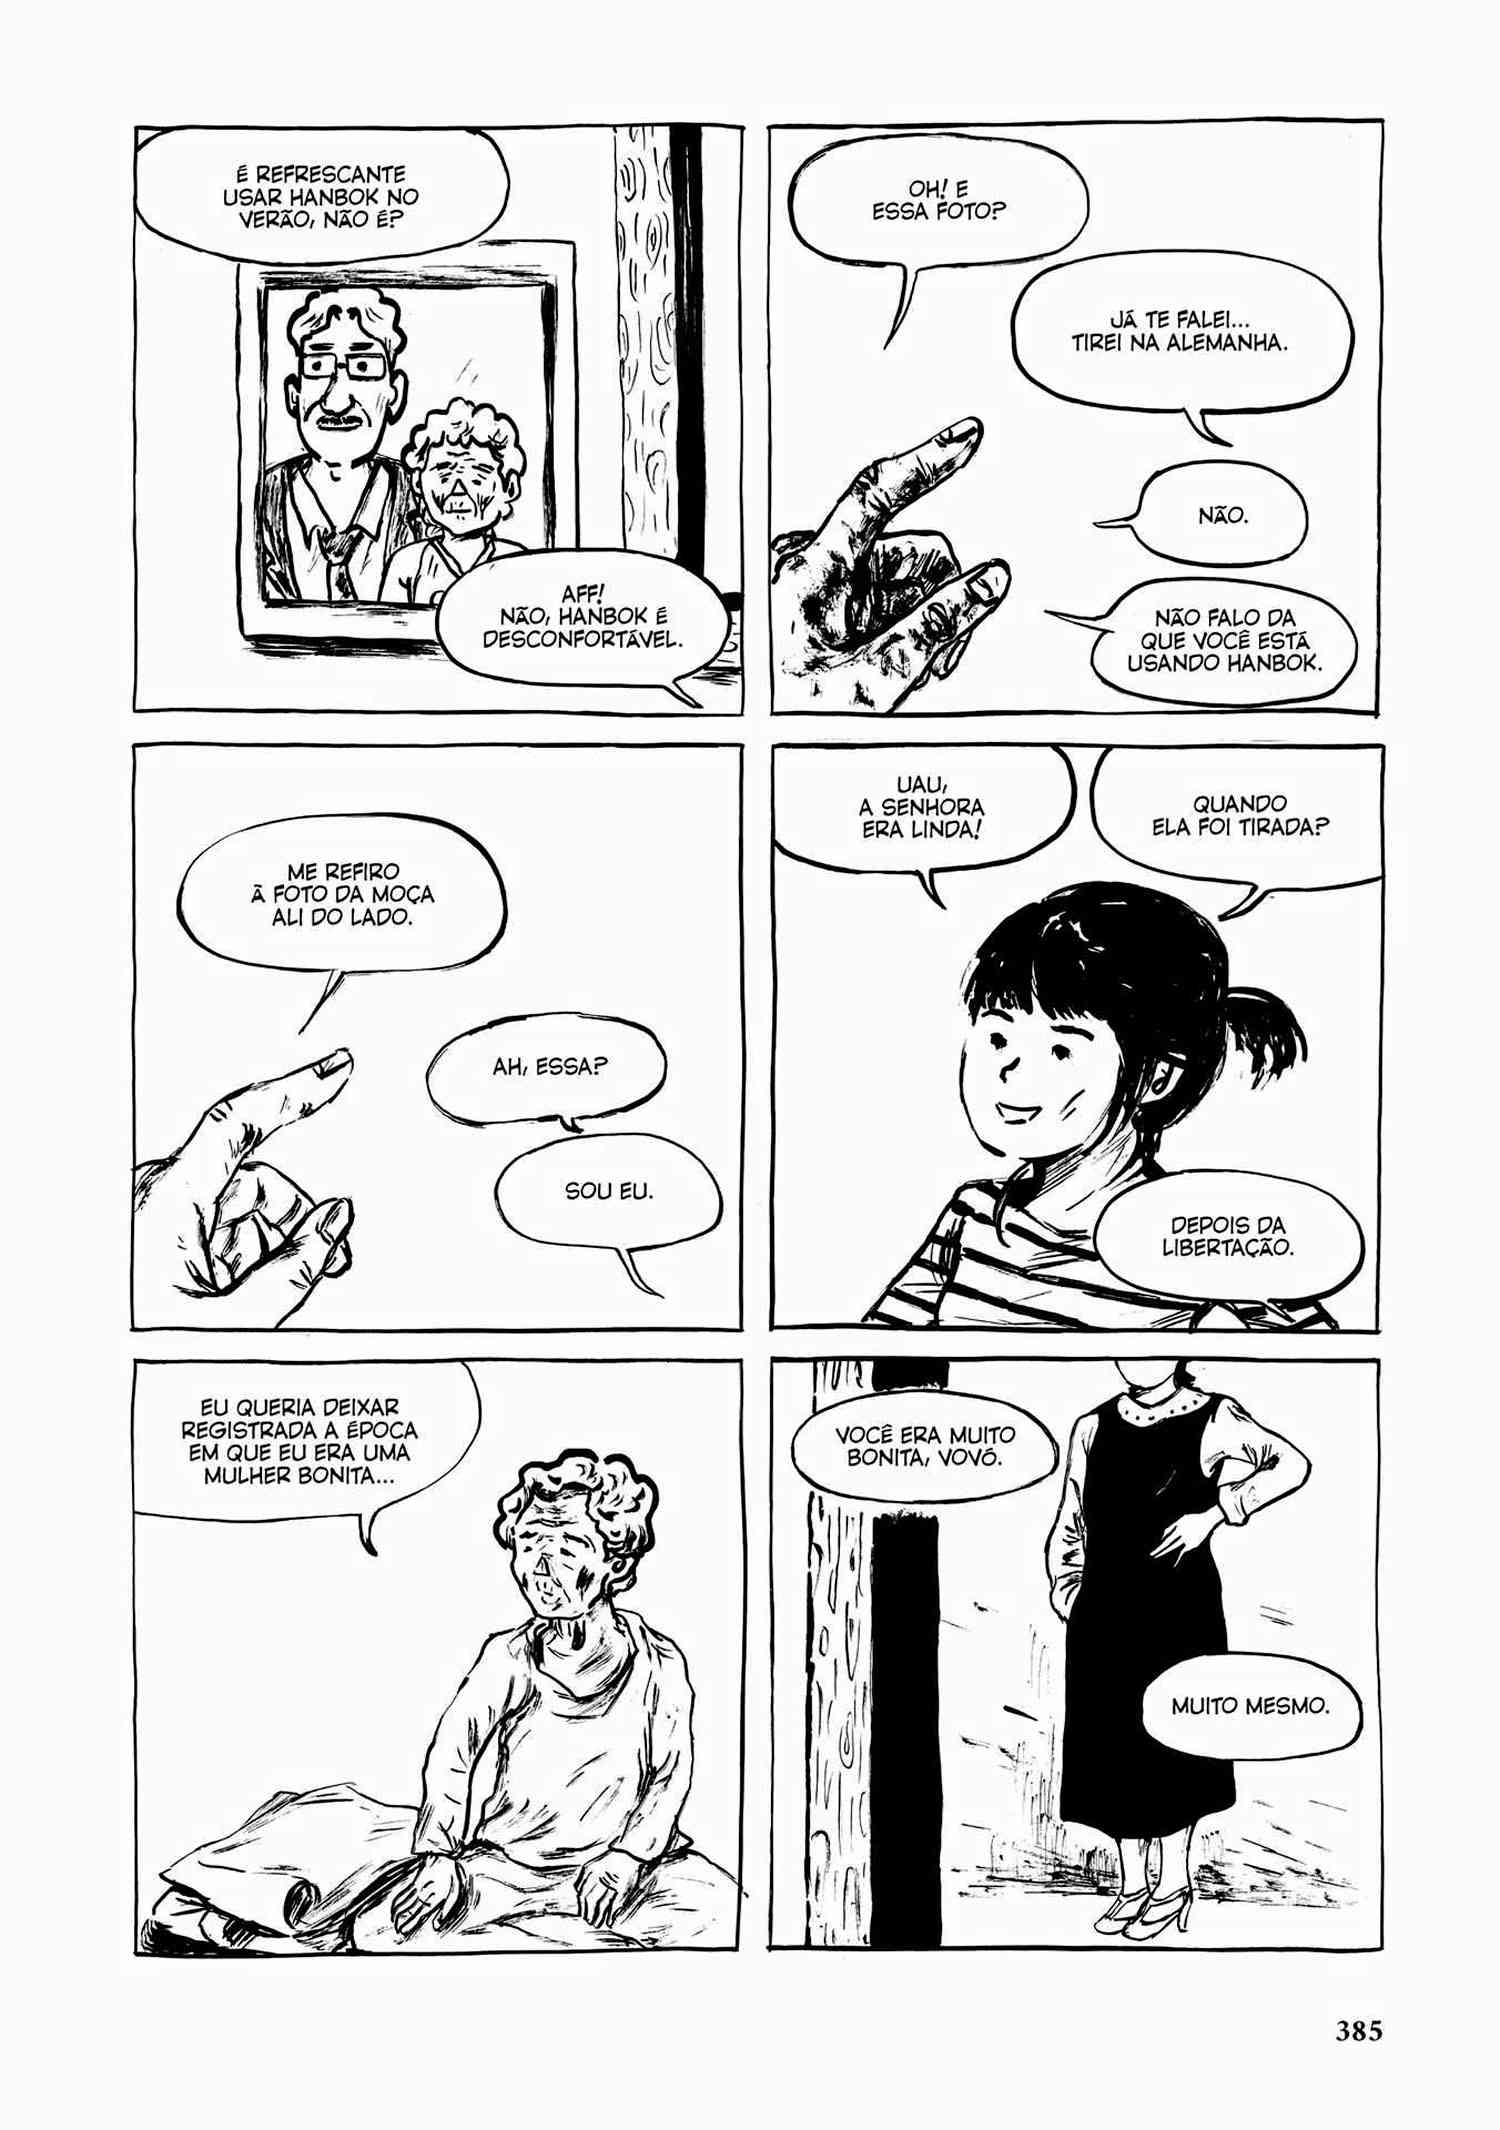 É REFRESCANTE
USAR HANBOK NO
VERÃO, NÃO É?
AFF!
NÃO, HANBOK É
DESCONFORTÁVEL.
OH! E
ESSA FOTO?
JÁ TE FALEI...
TIREI NA ALEMANHA.
NÃO.
NÃO FALO DA
QUE VOCÊ ESTÁ
USANDO HANBOK.
ME REFIRO
À FOTO DA MOÇA
ALI DO LADO.
AH, ESSA?
SOU EU.
UAU,
A SENHORA
ERA LINDA!
QUANDO
ELA FOI TIRADA?
DEPOIS DA
LIBERTAÇÃO.
EU QUERIA DEIXAR
REGISTRADA A ÉPOCA
EM QUE EU ERA UMA
MULHER BONITA...
VOCÊ ERA MUITO
BONITA, VOVÓ.
MUITO MESMO.
385